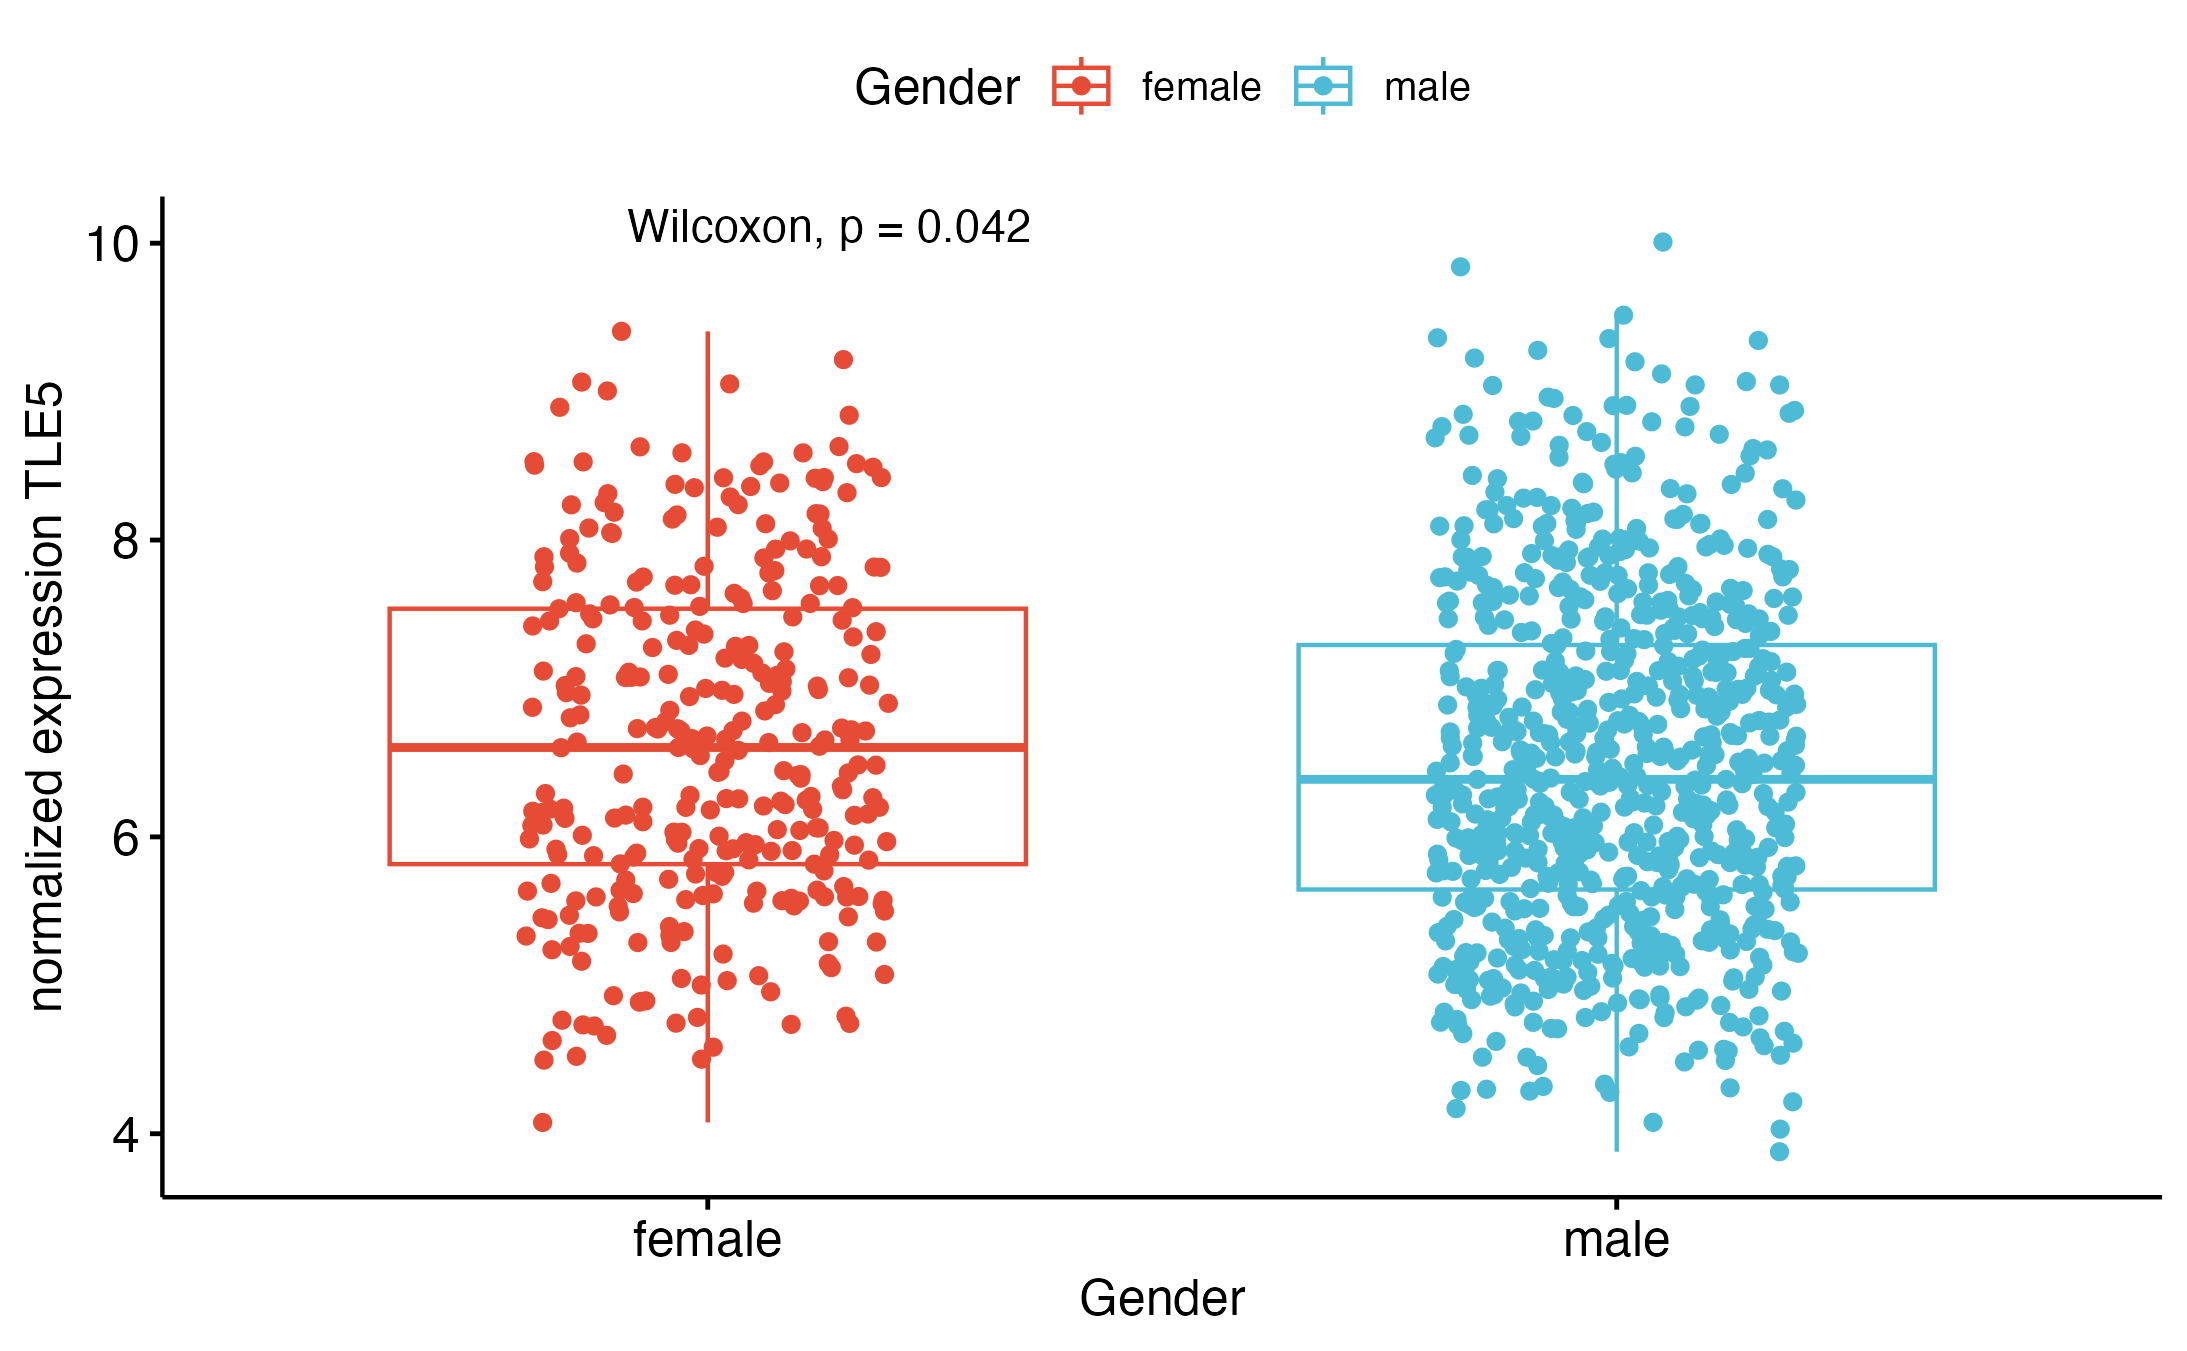 Gender female male
Wilcoxon, p = 0.042
normalized expression TLE5
10
8
6
4
female male
Gender